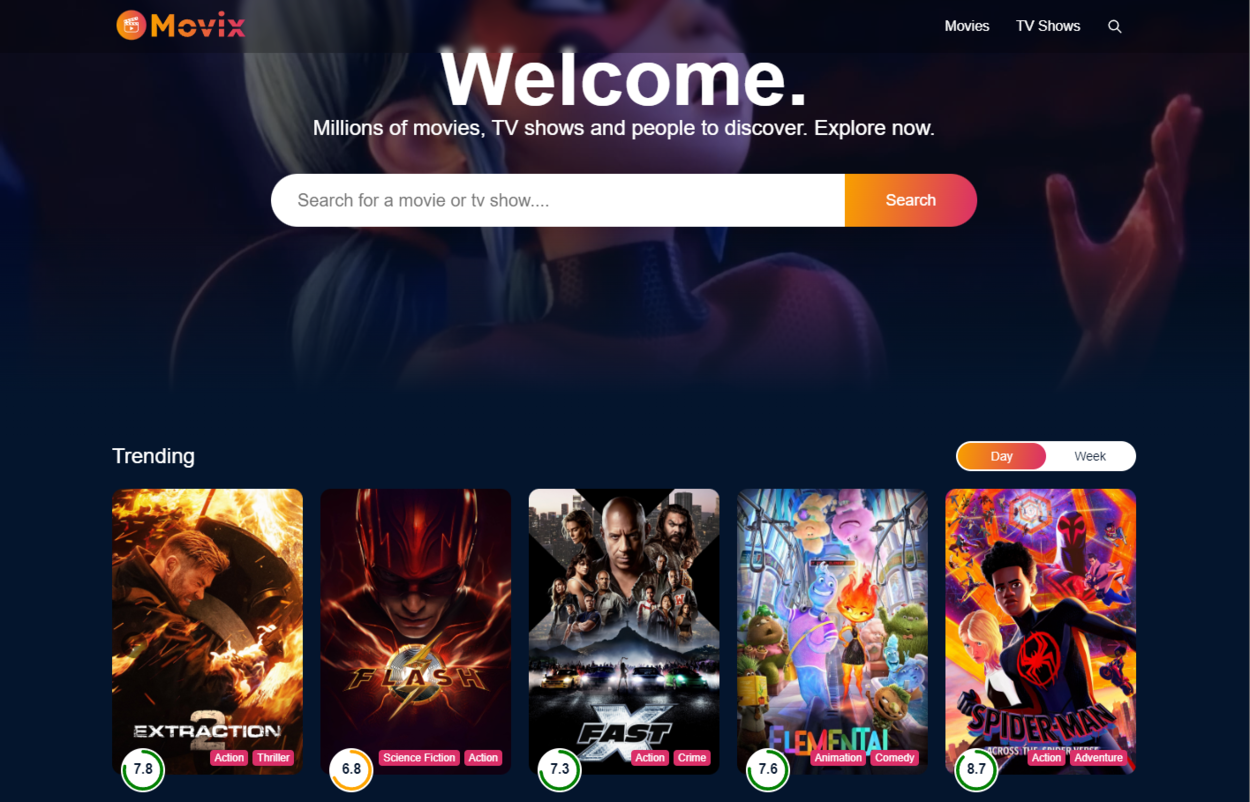 Movix
Movies TV Shows
Welcome.
Millions of movies, TV shows and people to discover. Explore now.
Search for a movie or tv show.... Search
Trending Day Week
EXTRACTION
2
7.8 Action Thriller
FLASH
6.8 Science Fiction Action
FAST
X
7.3 Action Crime
ELEMENTAL
7.6 Animation Comedy
SPIDER-MAN
ACROSS THE SPIDER-VERSE
8.7 Action Adventure